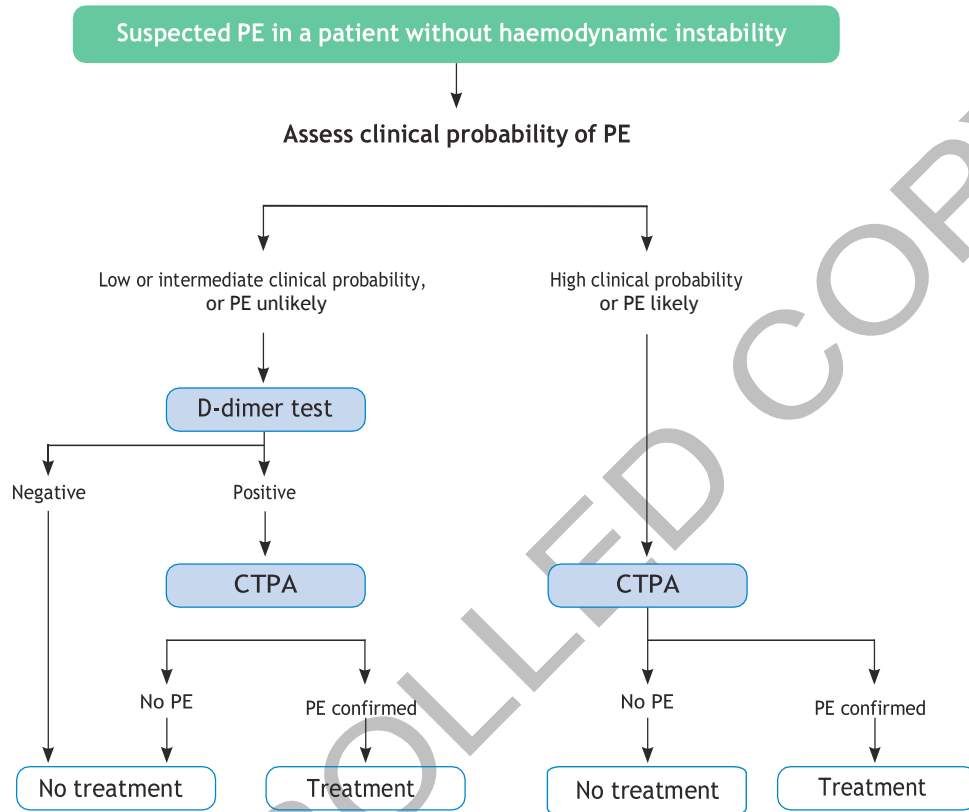 Suspected PE in a patient without haemodynamic instability
Assess clinical probability of PE
Low or intermediate clinical probability,
or PE unlikely
High clinical probability
or PE likely
D-dimer test
Negative
Positive
CTPA
CTPA
No PE
PE confirmed
No PE
PE confirmed
No treatment
Treatment
No treatment
Treatment
OLLED COP